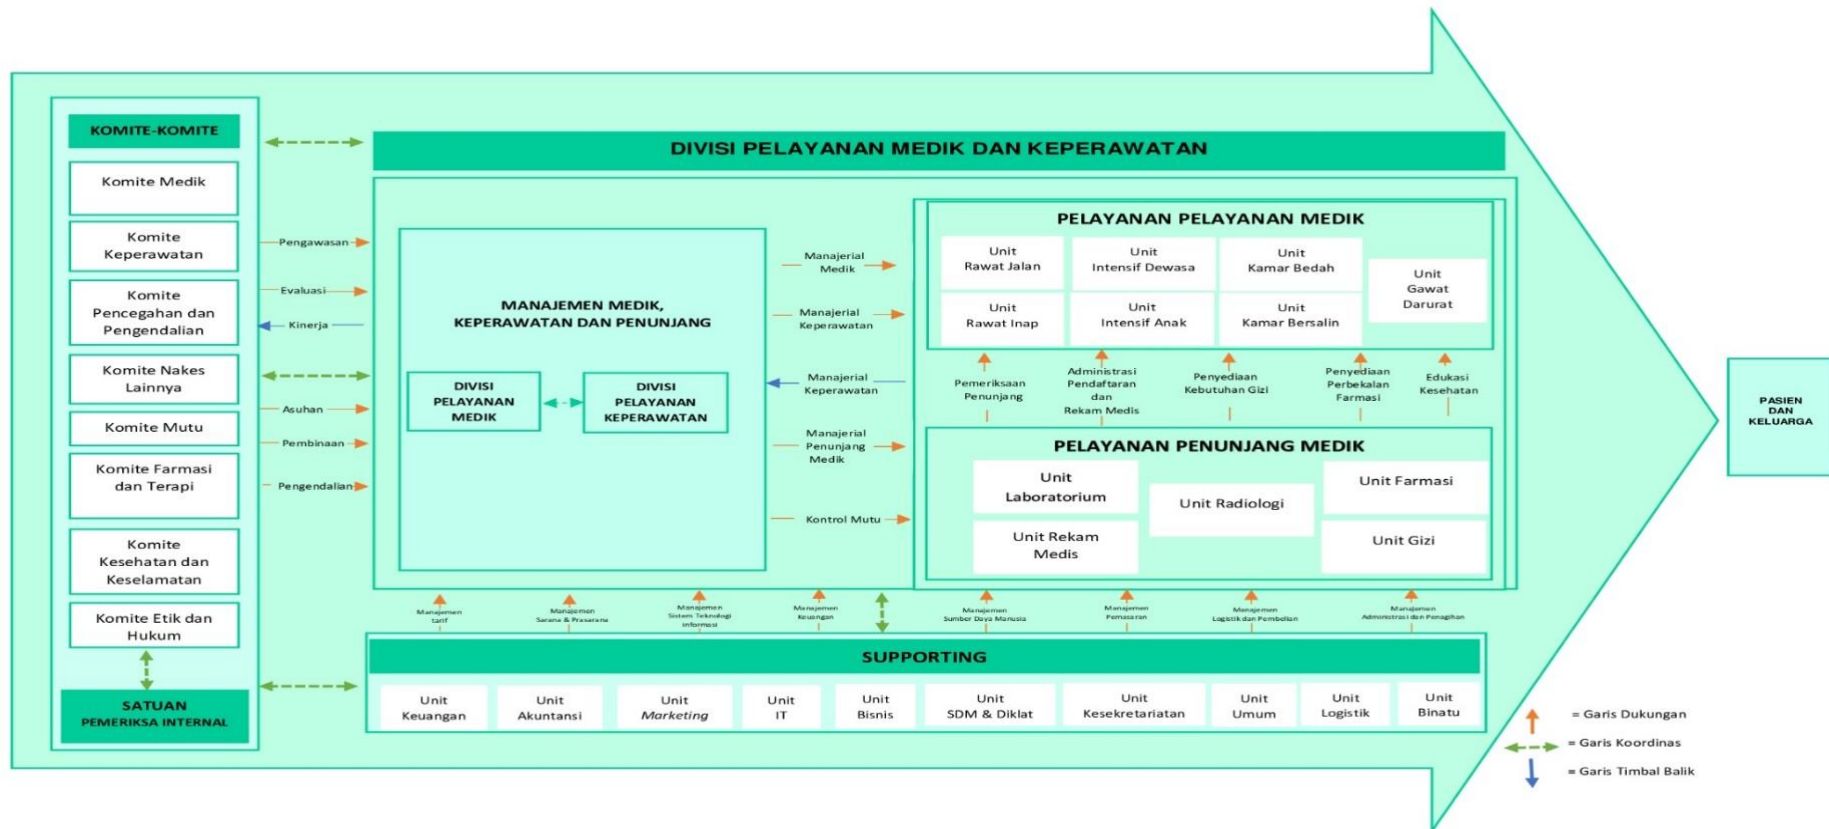 KOMITE-KOMITE
Komite Medik
Komite
Keperawatan
Komite
Pencegahan dan
Pengendalian
Komite Nakes
Lainnya
Komite Mutu
Komite Farmasi
dan Terapi
Komite
Kesehatan dan
Keselamatan
Komite Etik dan
Hukum
SATUAN
PEMERIKSA INTERNAL
Pengawasan
Evaluasi
Kinerja
Asuhan
Pembinaan
Pengendalian
DIVISI PELAYANAN MEDIK DAN KEPERAWATAN
MANAJEMEN MEDIK,
KEPERAWATAN DAN PENUNJANG
DIVISI
PELAYANAN
MEDIK
DIVISI
PELAYANAN
KEPERAWATAN
Manajerial
Medik
Manajerial
Keperawatan
Manajerial
Keperawatan
Manajerial
Penunjang
Medik
Kontrol Mutu
PELAYANAN PELAYANAN MEDIK
Unit
Rawat Jalan
Unit
Intensif Dewasa
Unit
Kamar Bedah
Unit
Gawat
Darurat
Unit
Rawat Inap
Unit
Intensif Anak
Unit
Kamar Bersalin
Pemeriksaan
Penunjang
Administrasi
Pendaftaran
dan
Rekam Medis
Penyediaan
Kebutuhan Gizi
Penyediaan
Perbekalan
Farmasi
Edukasi
Kesehatan
PELAYANAN PENUNJANG MEDIK
Unit
Laboratorium
Unit Radiologi
Unit Farmasi
Unit Rekam
Medis
Unit Gizi
Manajemen
tarif
Manajemen
Sarana & Prasarana
Manajemen
Sistem Teknologi
informasi
Manajemen
Keuangan
Manajemen
Sumber Daya Manusia
Manajemen
Pemasaran
Manajemen
Logistik dan Pembelian
Manajemen
Administrasi dan Penagihan
SUPPORTING
Unit
Keuangan
Unit
Akuntansi
Unit
Marketing
Unit
IT
Unit
Bisnis
Unit
SDM & Diklat
Unit
Kesekretariatan
Unit
Umum
Unit
Logistik
Unit
Binatu
PASIEN
DAN
KELUARGA
= Garis Dukungan
= Garis Koordinas
= Garis Timbal Balik